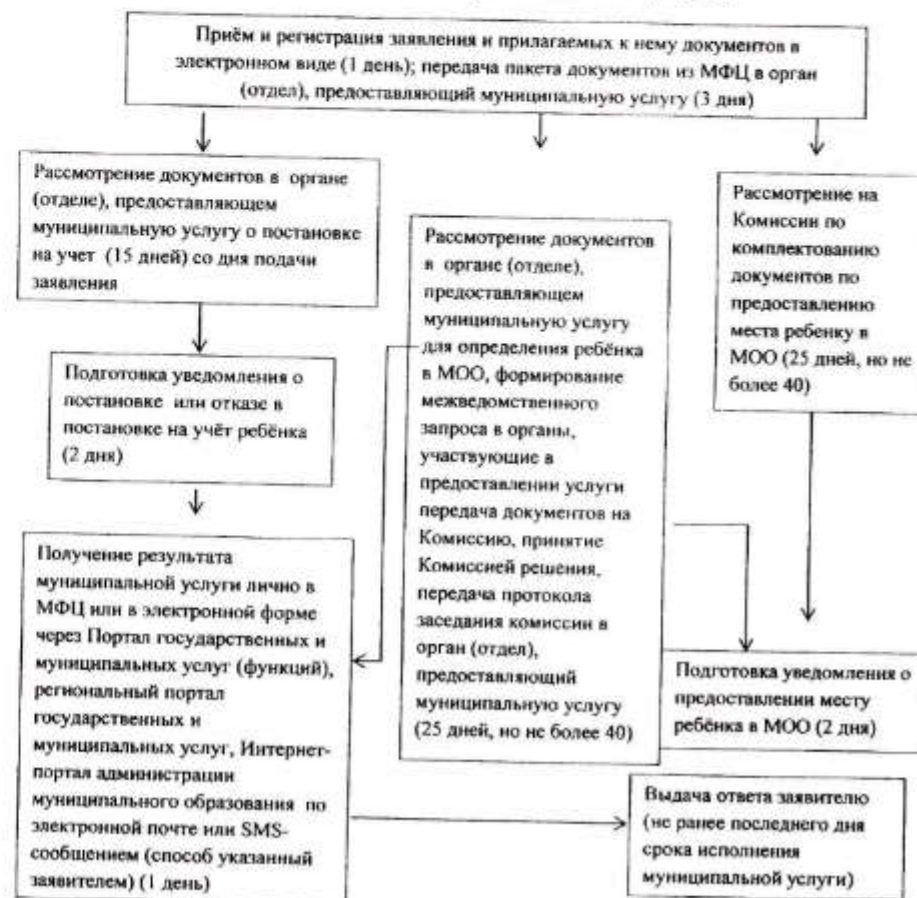 Приём и регистрация заявления и прилагаемых к нему документов в
электронном виде (1 день); передача пакета документов из МФЦ в орган
(отдел), предоставляющий муниципальную услугу (3 дня)
Рассмотрение документов в органе
(отделе), предоставляющем
муниципальную услугу о постановке
на учет (15 дней) со дня подачи
заявления
Подготовка уведомления о
постановке или отказе в
постановке на учёт ребёнка
(2 дня)
Получение результата
муниципальной услуги лично в
МФЦ или в электронной форме
через Портал государственных и
муниципальных услуг (функций),
региональный портал
государственных и
муниципальных услуг, Интернет-
портал администрации
муниципального образования по
электронной почте или SMS-
сообщением (способ указанный
заявителем) (1 день)
Рассмотрение документов
в органе (отделе),
предоставляющем
муниципальную услугу
для определения ребёнка
в МОО, формирование
межведомственного
запроса в органы,
участвующие в
предоставлении услуги
передача документов на
Комиссию, принятие
Комиссией решения,
передача протокола
заседания комиссии в
орган (отдел),
предоставляющий
муниципальную услугу
(25 дней, но не более 40)
Рассмотрение на
Комиссии по
комплектованию
документов по
предоставлению
места ребенку в
МОО (25 дней, но не
более 40)
Подготовка уведомления о
предоставлении месту
ребёнка в МОО (2 дня)
Выдача ответа заявителю
(не ранее последнего дня
срока исполнения
муниципальной услуги)